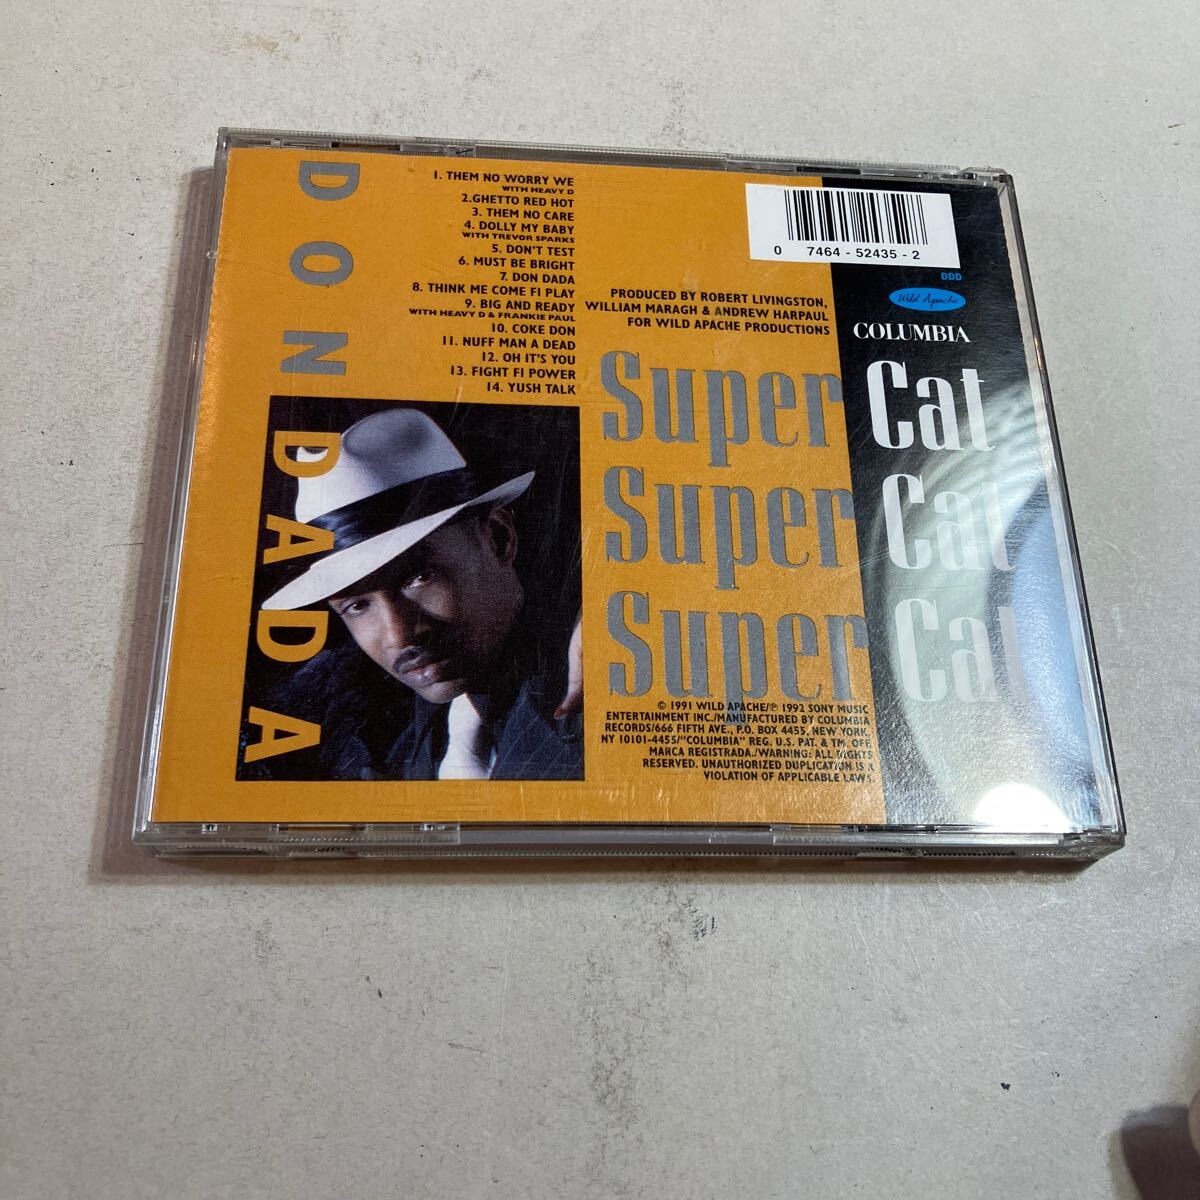 DON DADA
1. THEM NO WORRY WE
WITH HEAVY D
2.GHETTO RED HOT
3. THEM NO CARE
4. DOLLY MY BABY
WITH TREVOR SPARKS
5. DON'T TEST
6. MUST BE BRIGHT
7. DON DADA
8. THINK ME COME FI PLAY
9. BIG AND READY
WITH HEAVY D & FRANKIE PAUL
10. COKE DON
11. NUFF MAN A DEAD
12. OH IT'S YOU
13. FIGHT FI POWER
14. YUSH TALK
0 7464 - 52435 - 2
DDD
Wild Apache
COLUMBIA
PRODUCED BY ROBERT LIVINGSTON,
WILLIAM MARAGH & ANDREW HARPAUL
FOR WILD APACHE PRODUCTIONS
Super Cat
Super Cat
Super Cat
© 1991 WILD APACHE/℗ 1992 SONY MUSIC
ENTERTAINMENT INC./MANUFACTURED BY COLUMBIA
RECORDS/666 FIFTH AVE., P.O. BOX 4455, NEW YORK,
NY 10101-4455/"COLUMBIA" REG. U.S. PAT. & TM. OFF.
MARCA REGISTRADA./WARNING: ALL RIGHTS
RESERVED. UNAUTHORIZED DUPLICATION IS A
VIOLATION OF APPLICABLE LAWS.